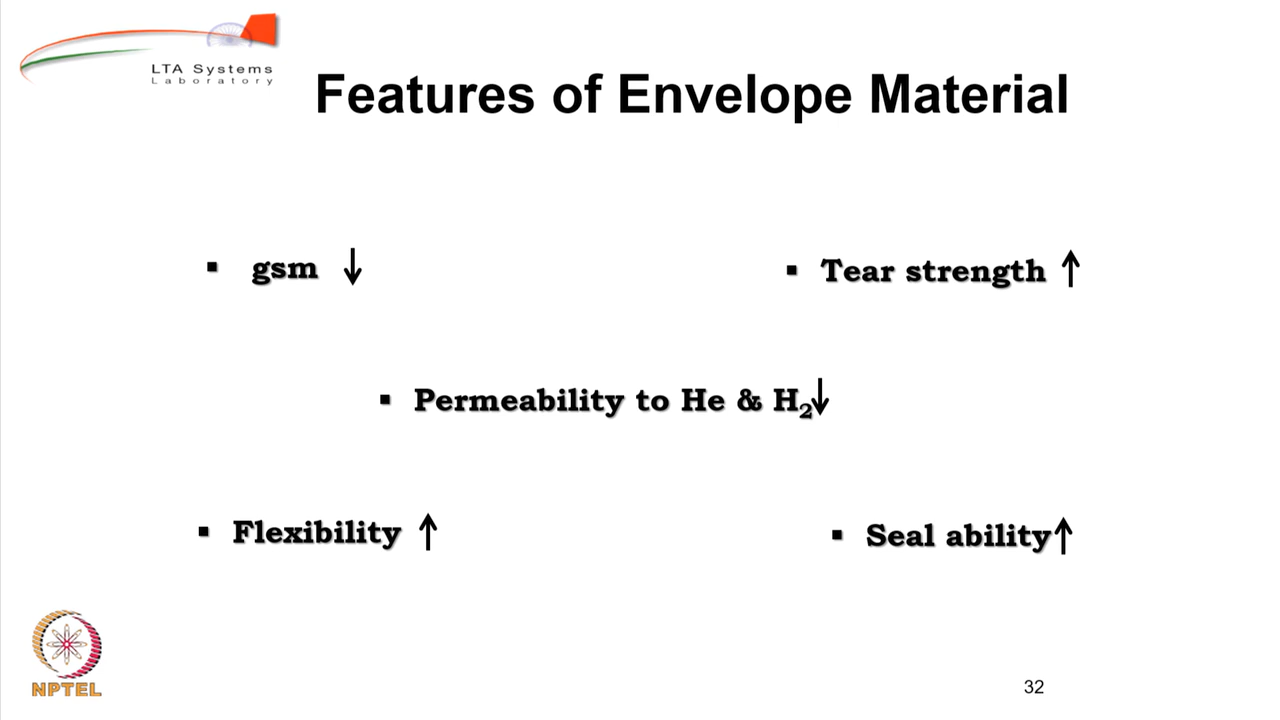 LTA Systems
Laboratory
Features of Envelope Material
▪ gsm ↓
▪ Tear strength ↑
▪ Permeability to He & H₂↓
▪ Flexibility ↑
▪ Seal ability↑
NPTEL
32